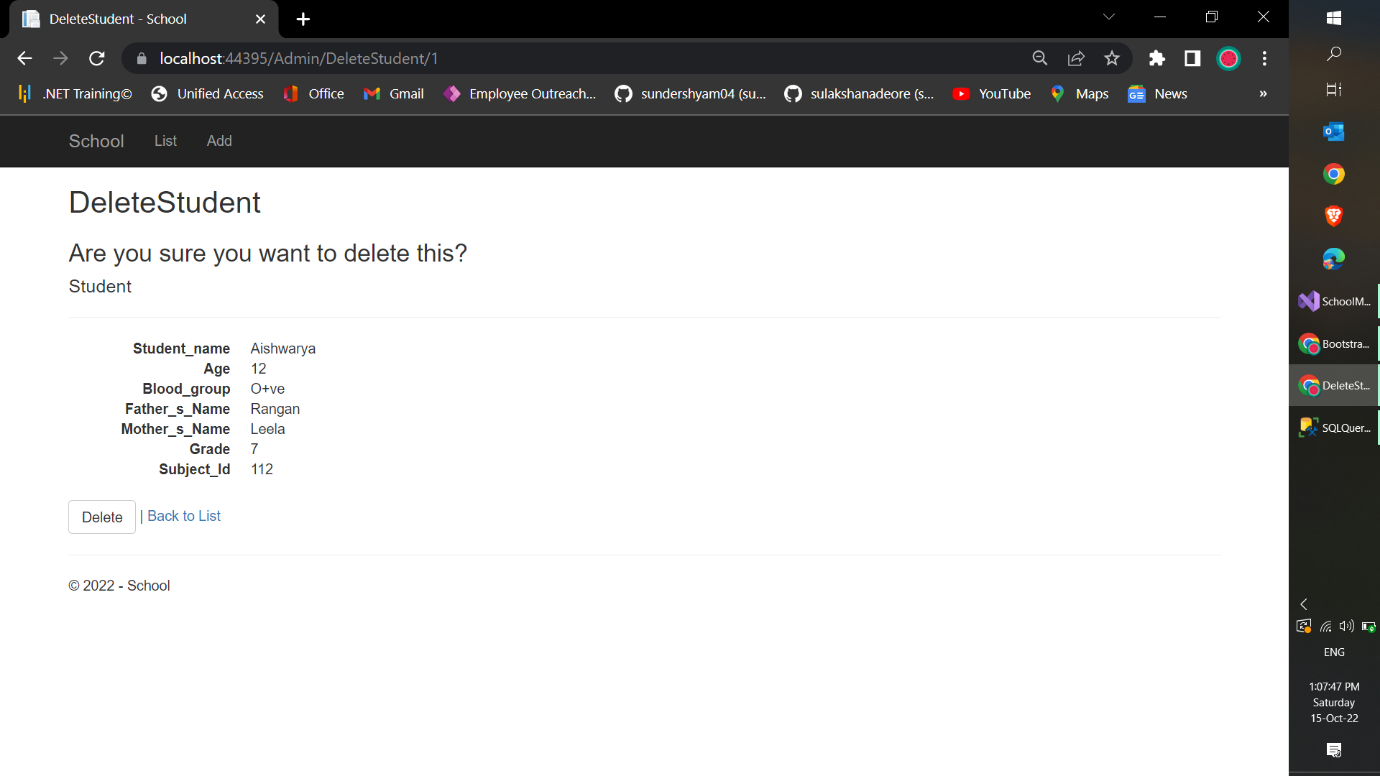 DeleteStudent - School
localhost:44395/Admin/DeleteStudent/1
.NET Training© Unified Access Office Gmail Employee Outreach... sundershyam04 (su... sulakshanadeore (s... YouTube Maps News »
School List Add
DeleteStudent
Are you sure you want to delete this?
Student
Student_name Aishwarya
Age 12
Blood_group O+ve
Father_s_Name Rangan
Mother_s_Name Leela
Grade 7
Subject_Id 112
Delete | Back to List
© 2022 - School
SchoolM...
Bootstra...
DeleteSt...
SQLQuer...
ENG
1:07:47 PM
Saturday
15-Oct-22